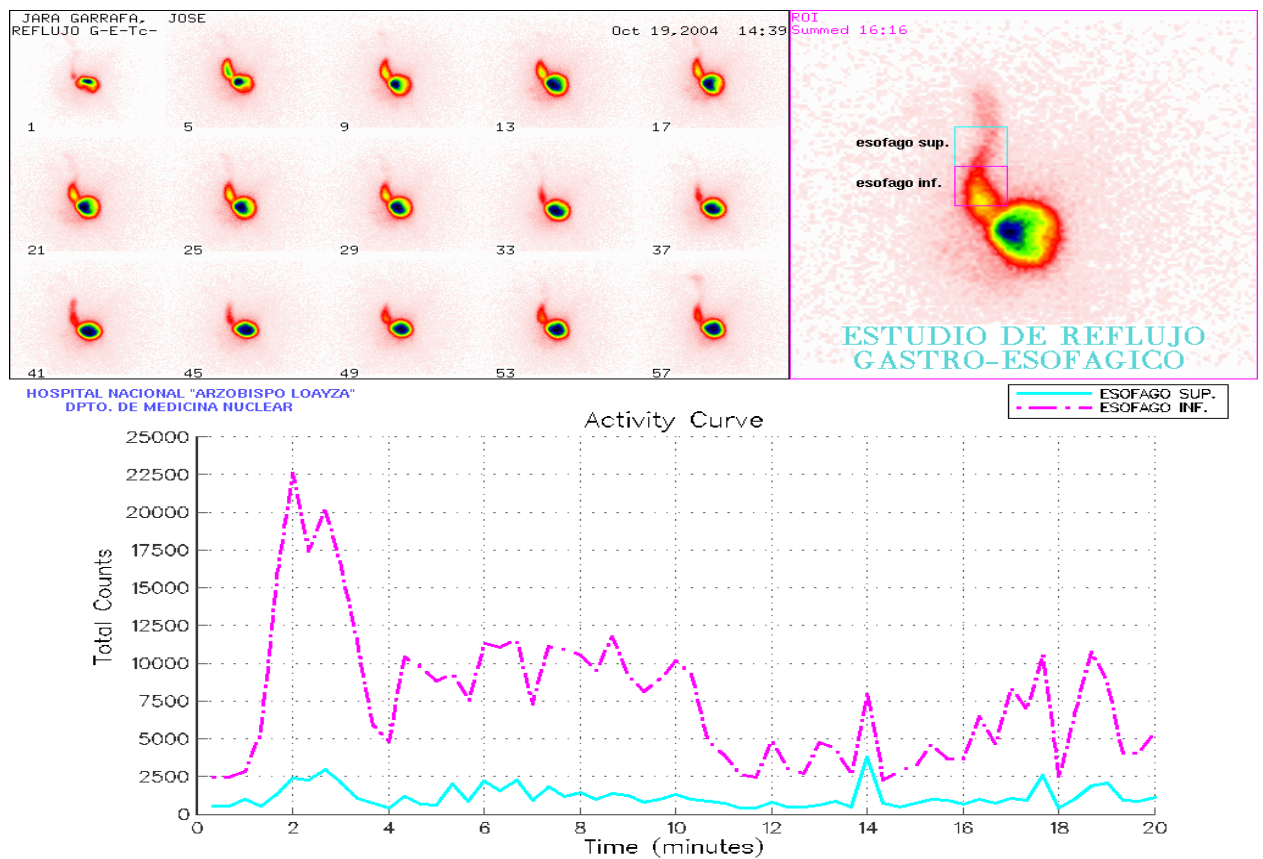 JARA GARRAFA, JOSE
REFLUJO G-E-Tc- Oct 19,2004 14:39
1 5 9 13 17
21 25 29 33 37
41 45 49 53 57
ROI
Summed 16:16
esofago sup.
esofago inf.
ESTUDIO DE REFLUJO
GASTRO-ESOFAGICO
HOSPITAL NACIONAL "ARZOBISPO LOAYZA"
DPTO. DE MEDICINA NUCLEAR
ESOFAGO SUP.
ESOFAGO INF.
Activity Curve
Total Counts
25000
22500
20000
17500
15000
12500
10000
7500
5000
2500
0
0 2 4 6 8 10 12 14 16 18 20
Time (minutes)